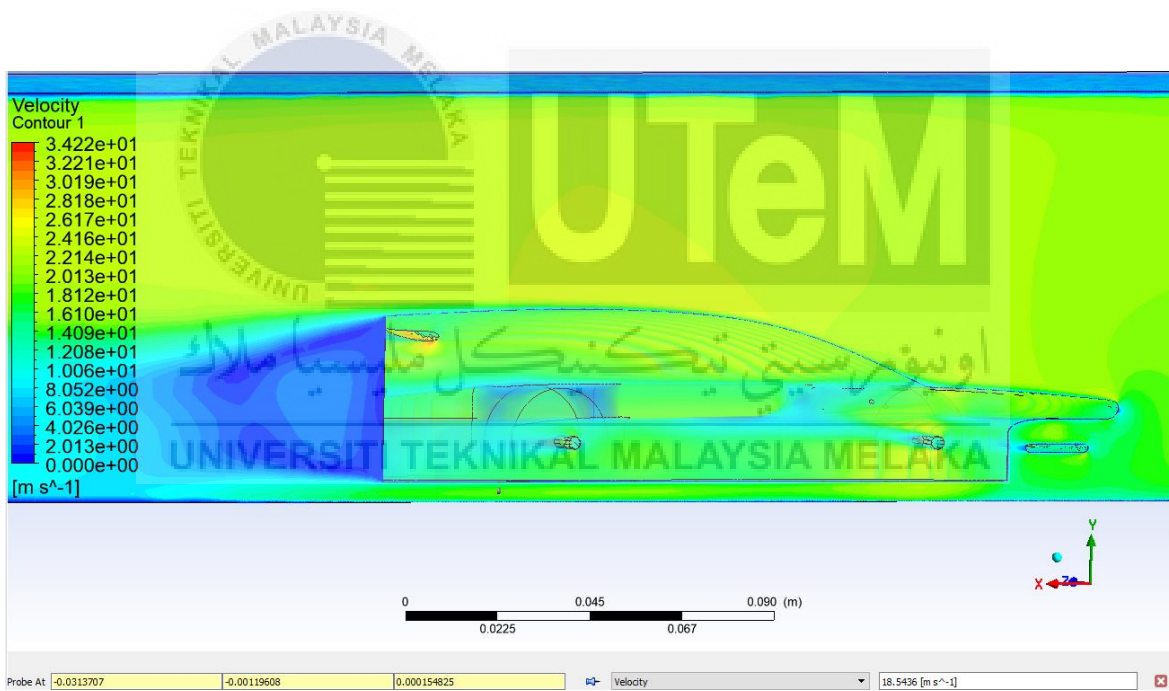 UNIVERSITI TEKNIKAL MALAYSIA MELAKA
UTeM
Velocity
Contour 1
3.422e+01
3.221e+01
3.019e+01
2.818e+01
2.617e+01
2.416e+01
2.214e+01
2.013e+01
1.812e+01
1.610e+01
1.409e+01
1.208e+01
1.006e+01
8.052e+00
6.039e+00
4.026e+00
2.013e+00
0.000e+00
[m s^-1]
اونيۏرسيتي تيكنيكل مليسيا ملاك
UNIVERSITI TEKNIKAL MALAYSIA MELAKA
Y
X Z
0 0.045 0.090 (m)
0.0225 0.067
Probe At -0.0313707 -0.00119608 0.000154825 Velocity 18.5436 [m s^-1]